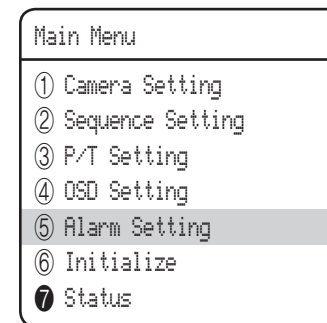 Main Menu
① Camera Setting
② Sequence Setting
③ P/T Setting
④ OSD Setting
⑤ Alarm Setting
⑥ Initialize
❼ Status